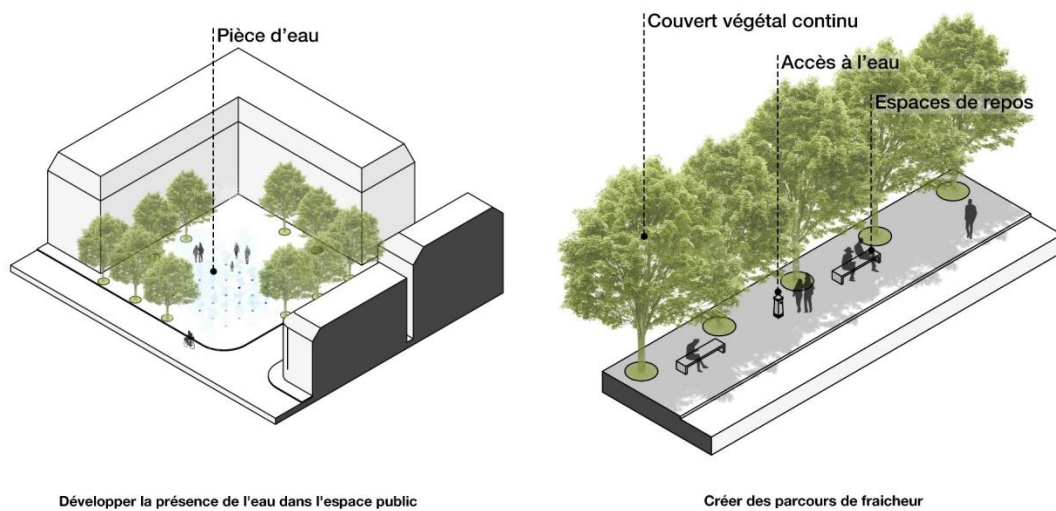 Pièce d'eau
Couvert végétal continu
Accès à l'eau
Espaces de repos
Développer la présence de l'eau dans l'espace public
Créer des parcours de fraicheur